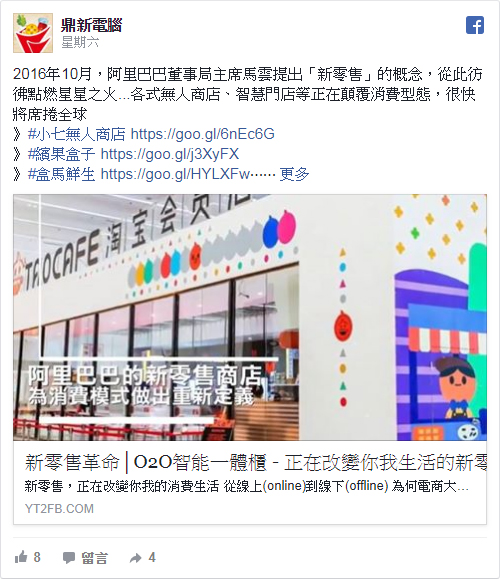 鼎新電腦
星期六
2016年10月，阿里巴巴董事局主席馬雲提出「新零售」的概念，從此彷
彿點燃星星之火...各式無人商店、智慧門店等正在顛覆消費型態，很快
將席捲全球
》#小七無人商店 https://goo.gl/6nEc6G
》#繽果盒子 https://goo.gl/j3XyFX
》#盒馬鮮生 https://goo.gl/HYLXFw…… 更多
TAOCAFE 淘宝会员店
阿里巴巴的新零售商店
為消費模式做出重新定義
新零售革命│O2O智能一體櫃 - 正在改變你我生活的新零
新零售，正在改變你我的消費生活 從線上(online)到線下(offline) 為何電商大...
YT2FB.COM
8 留言 4